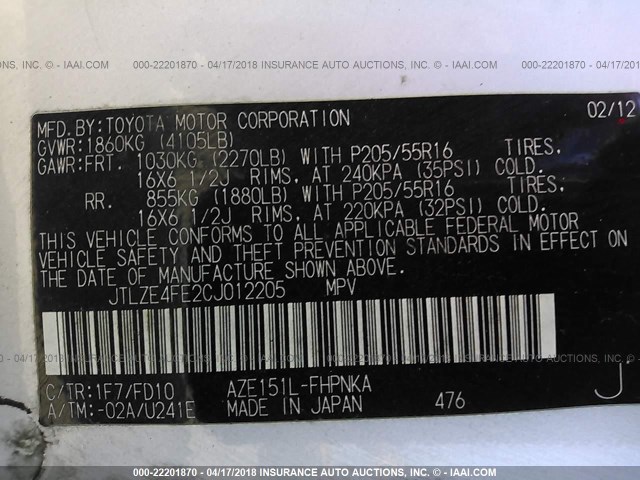 000-22201870 - 04/17/2018 INSURANCE AUTO AUCTIONS, INC. - © IAAI.COM
MFD.BY:TOYOTA MOTOR CORPORATION 02/12
GVWR:1860KG (4105LB)
GAWR:FRT. 1030KG (2270LB) WITH P205/55R16 TIRES.
16X6 1/2J RIMS, AT 240KPA (35PSI) COLD.
RR. 855KG (1880LB) WITH P205/55R16 TIRES.
16X6 1/2J RIMS, AT 220KPA (32PSI) COLD.
THIS VEHICLE CONFORMS TO ALL APPLICABLE FEDERAL MOTOR
VEHICLE SAFETY AND THEFT PREVENTION STANDARDS IN EFFECT ON
THE DATE OF MANUFACTURE SHOWN ABOVE.
JTLZE4FE2CJ012205 MPV
C/TR:1F7/FD10 AZE151L-FHPNKA
A/TM:-02A/U241E MADE IN JAPAN 476 J
000-22201870 - 04/17/2018 INSURANCE AUTO AUCTIONS, INC. - © IAAI.COM